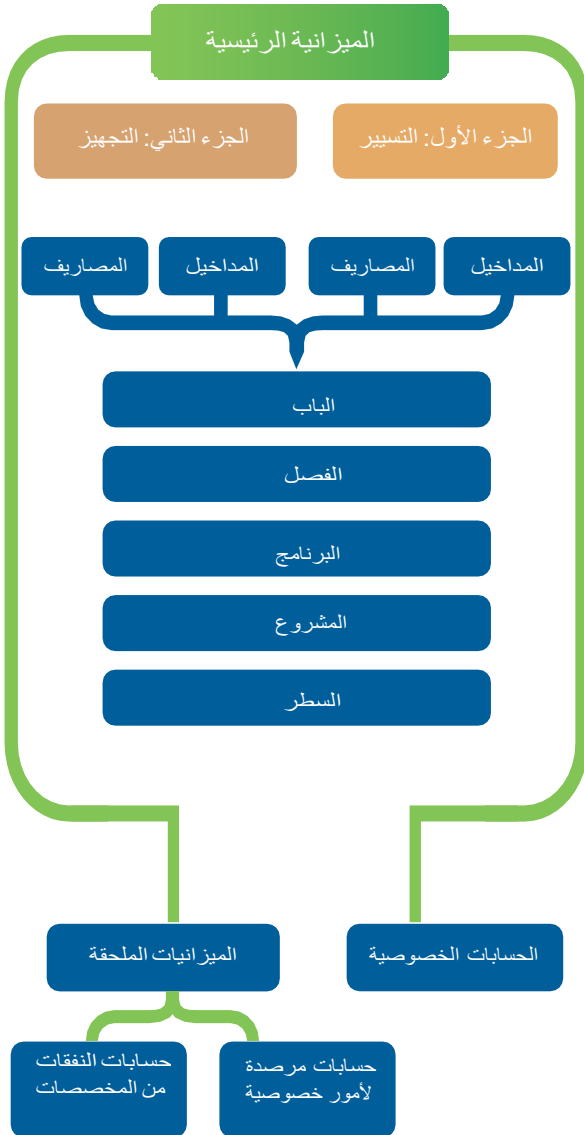 الميزانية الرئيسية
الجزء الأول: التسيير
الجزء الثاني: التجهيز
المداخيل
المصاريف
المداخيل
المصاريف
الباب
الفصل
البرنامج
المشروع
السطر
الحسابات الخصوصية
الميزانيات الملحقة
حسابات مرصدة
لأمور خصوصية
حسابات النفقات
من المخصصات